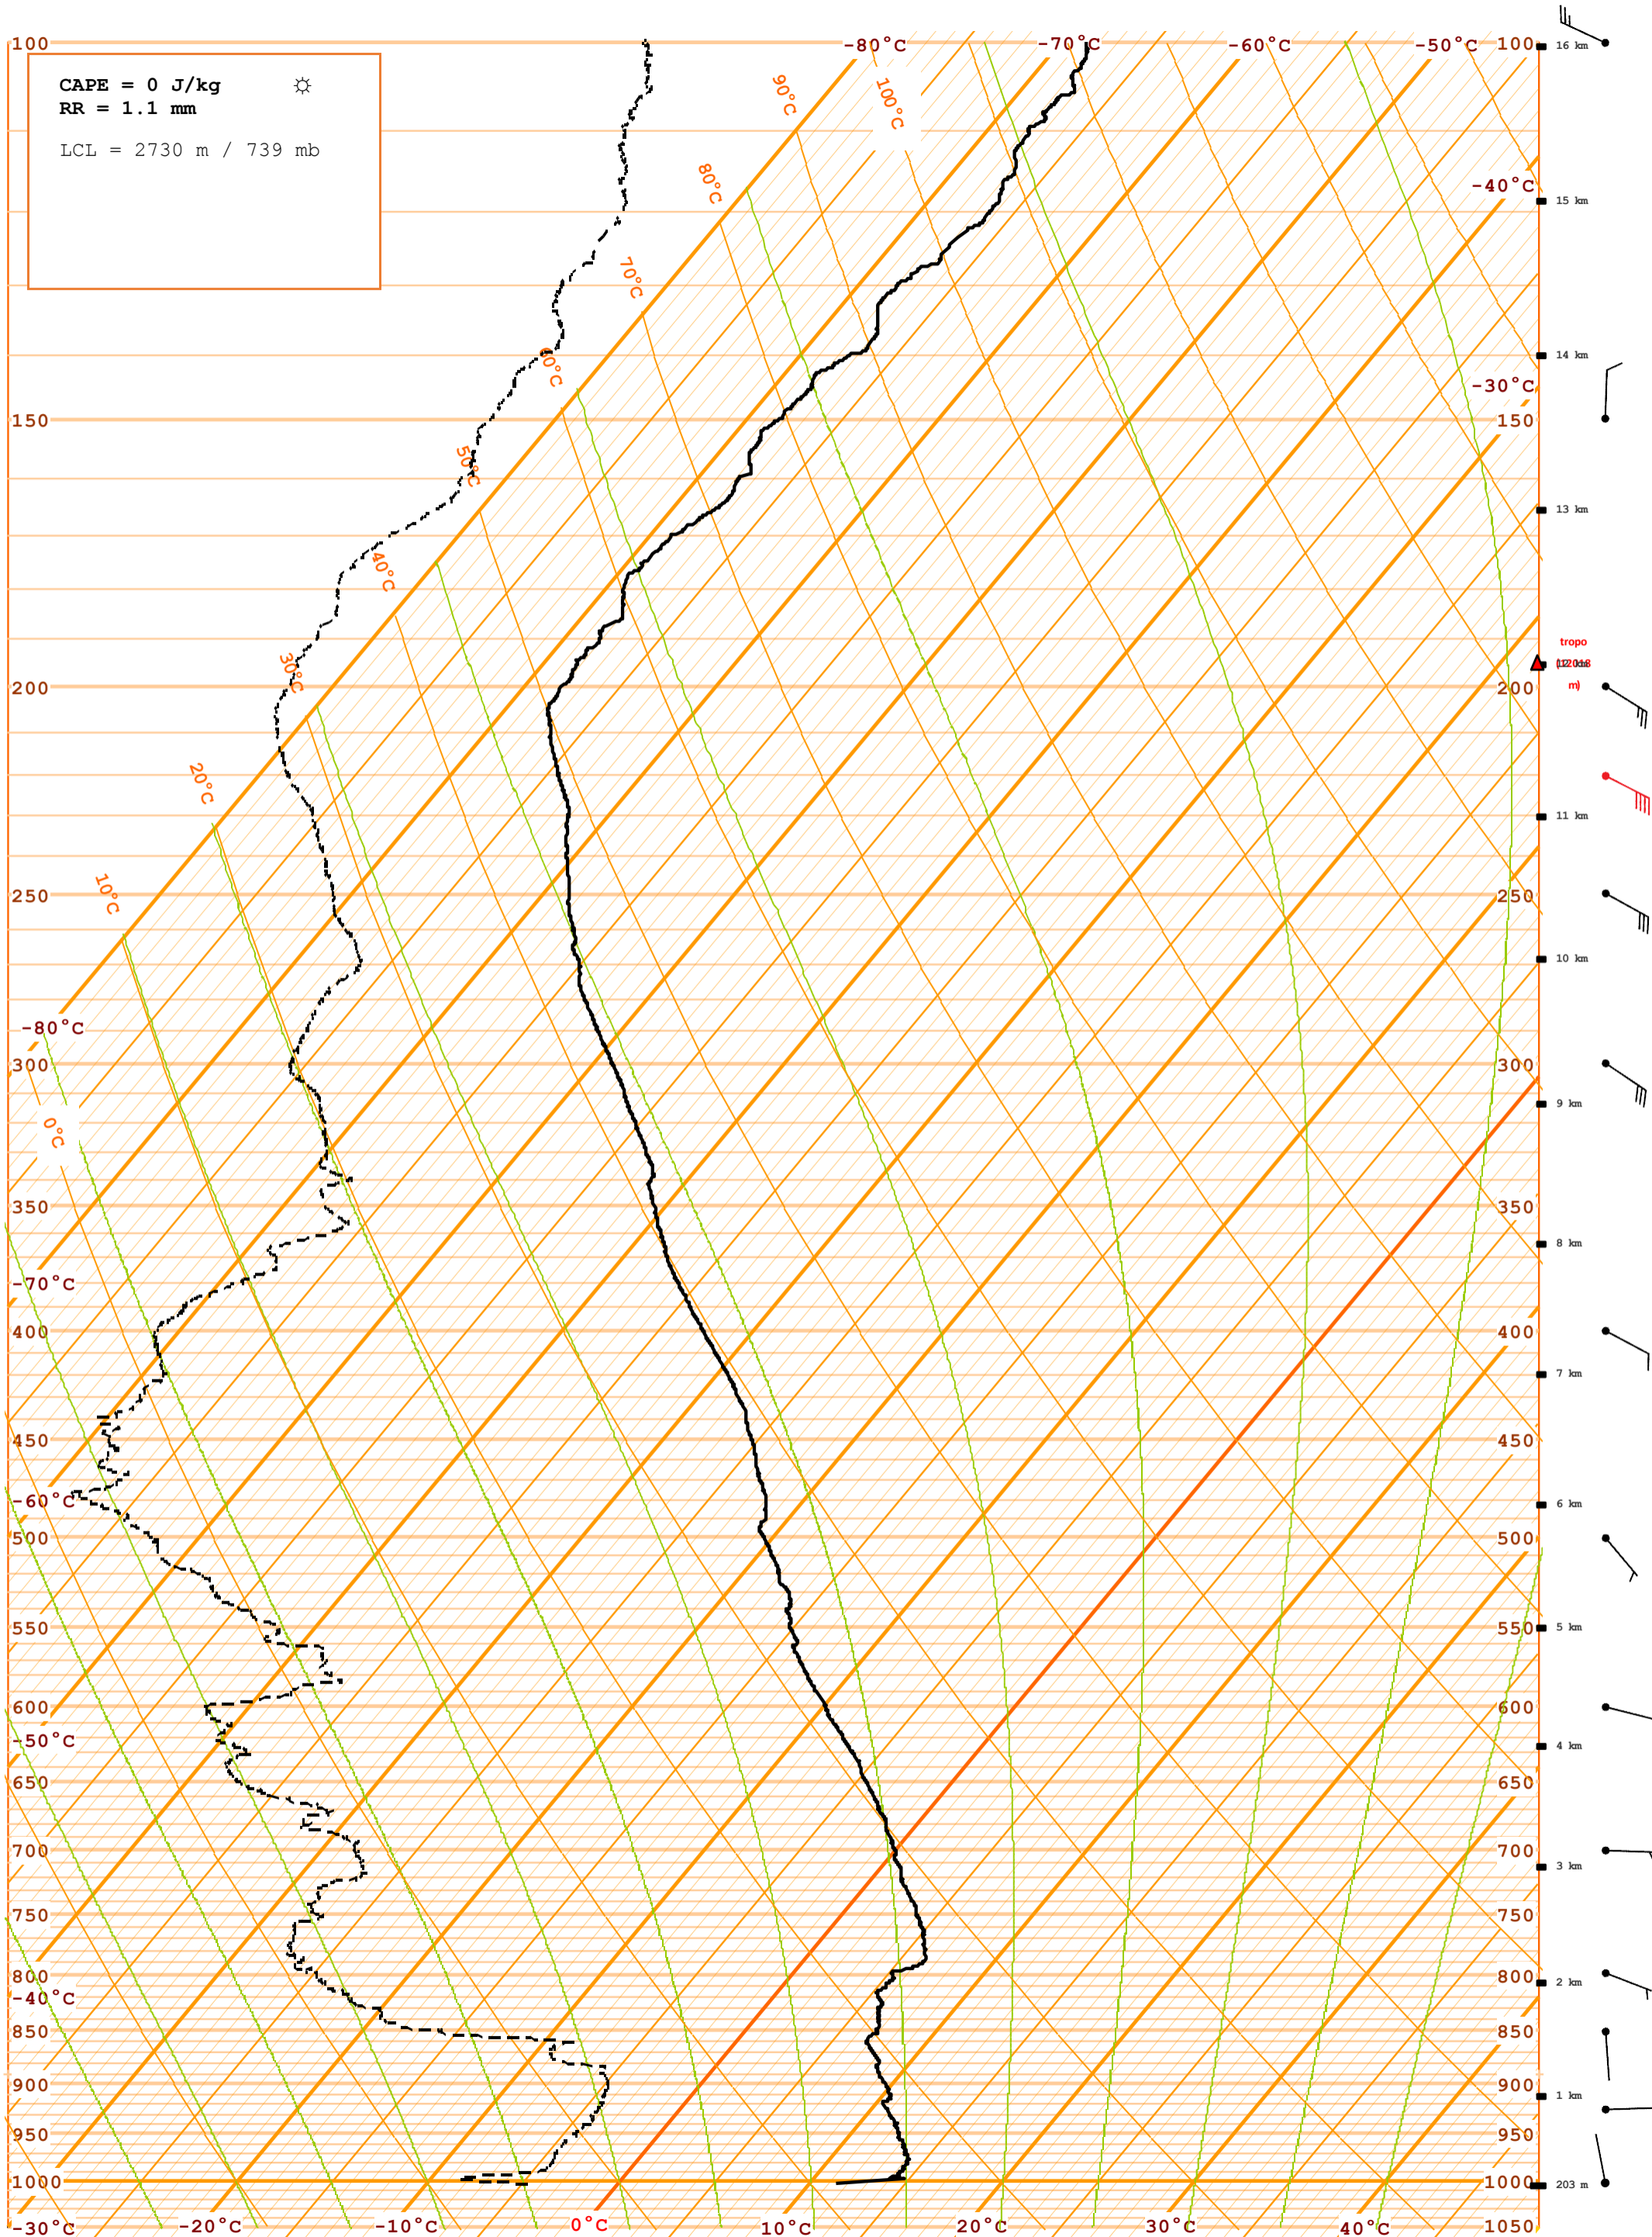 -80°C -70°C -60°C -50°C
100 100 16 km
CAPE = 0 J/kg
RR = 1.1 mm
LCL = 2730 m / 739 mb
90°C 100°C
80°C -40°C
15 km
70°C
14 km
60°C -30°C
150 150
50°C
13 km
40°C
tropo
30°C
200 200 m)
20°C
11 km
250 250
10°C
10 km
-80°C
300 300
9 km
0°C
350 350
8 km
-70°C
400 400
7 km
450 450
-60°C 6 km
500 500
550 550 5 km
600 600
-50°C 4 km
650 650
700 700
3 km
750 750
800 800 2 km
-40°C
850 850
900 900
1 km
950 950
1000 1000 203 m
-30°C -20°C -10°C 0°C 10°C 20°C 30°C 40°C 1050